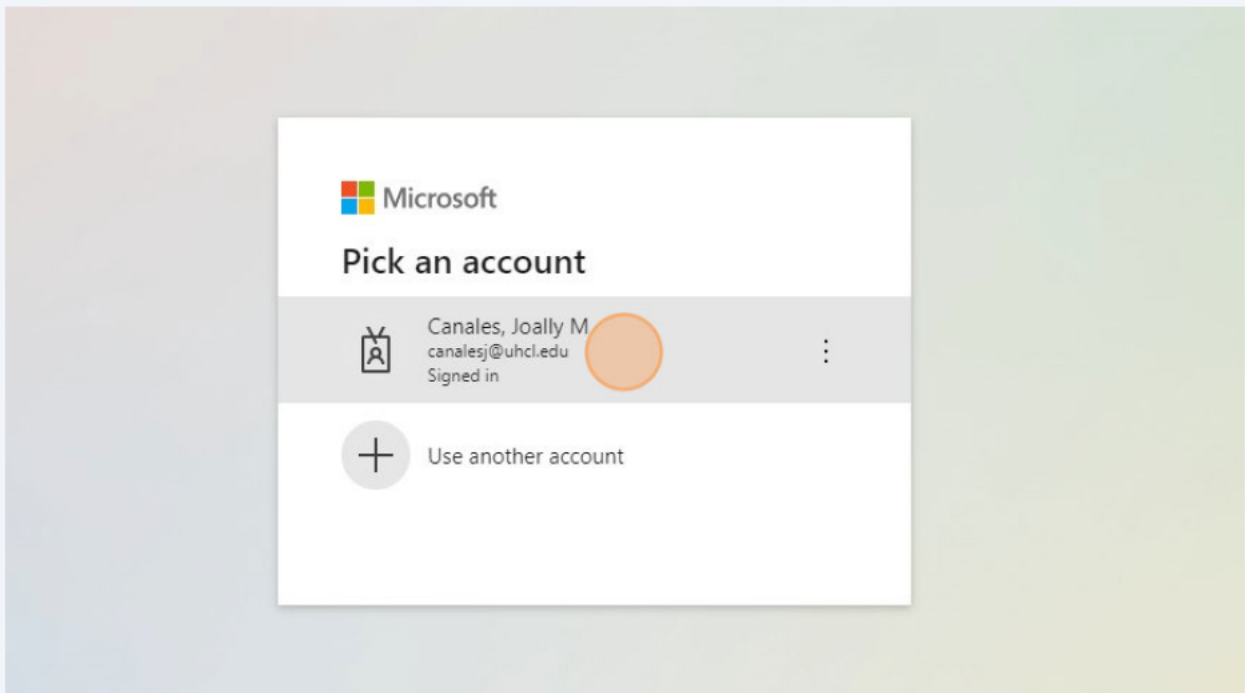 Microsoft
Pick an account
Canales, Joally M
canalesj@uhcl.edu
Signed in
Use another account